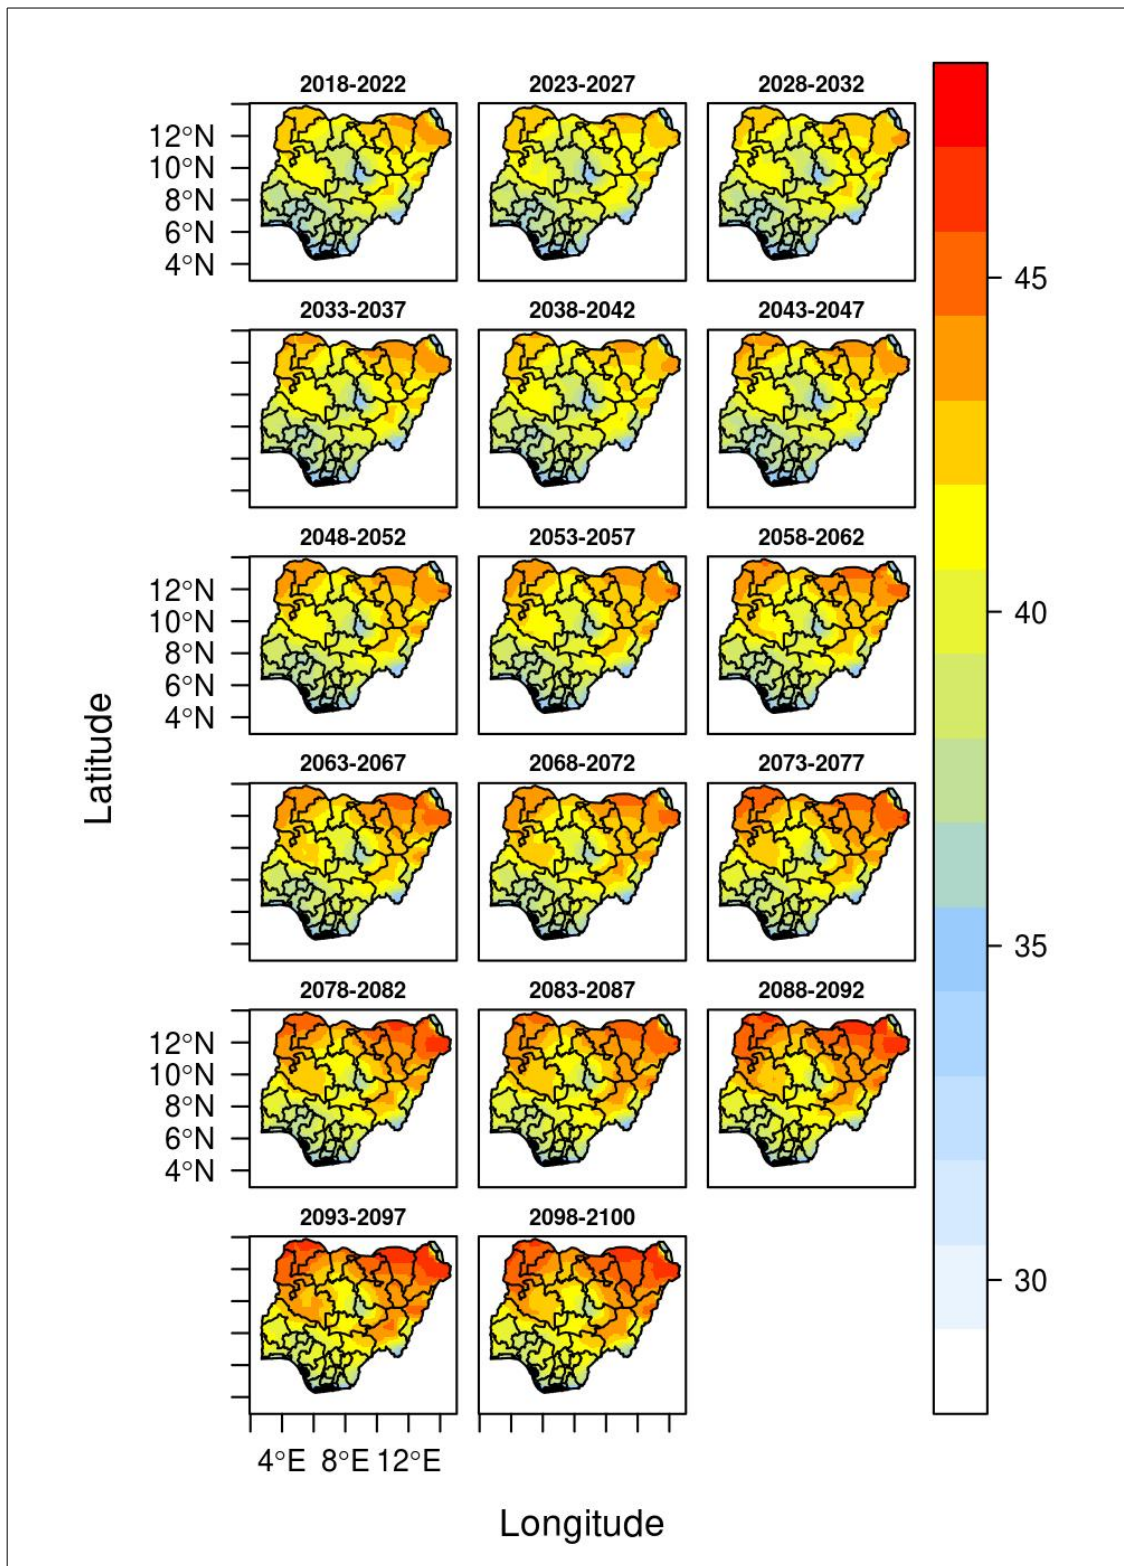 2018-2022 2023-2027 2028-2032
12°N
10°N
8°N
6°N
4°N
45
2033-2037 2038-2042 2043-2047
2048-2052 2053-2057 2058-2062
12°N
10°N
8°N
6°N
4°N
40
Latitude
2063-2067 2068-2072 2073-2077
35
2078-2082 2083-2087 2088-2092
12°N
10°N
8°N
6°N
4°N
2093-2097 2098-2100
30
4°E 8°E 12°E
Longitude